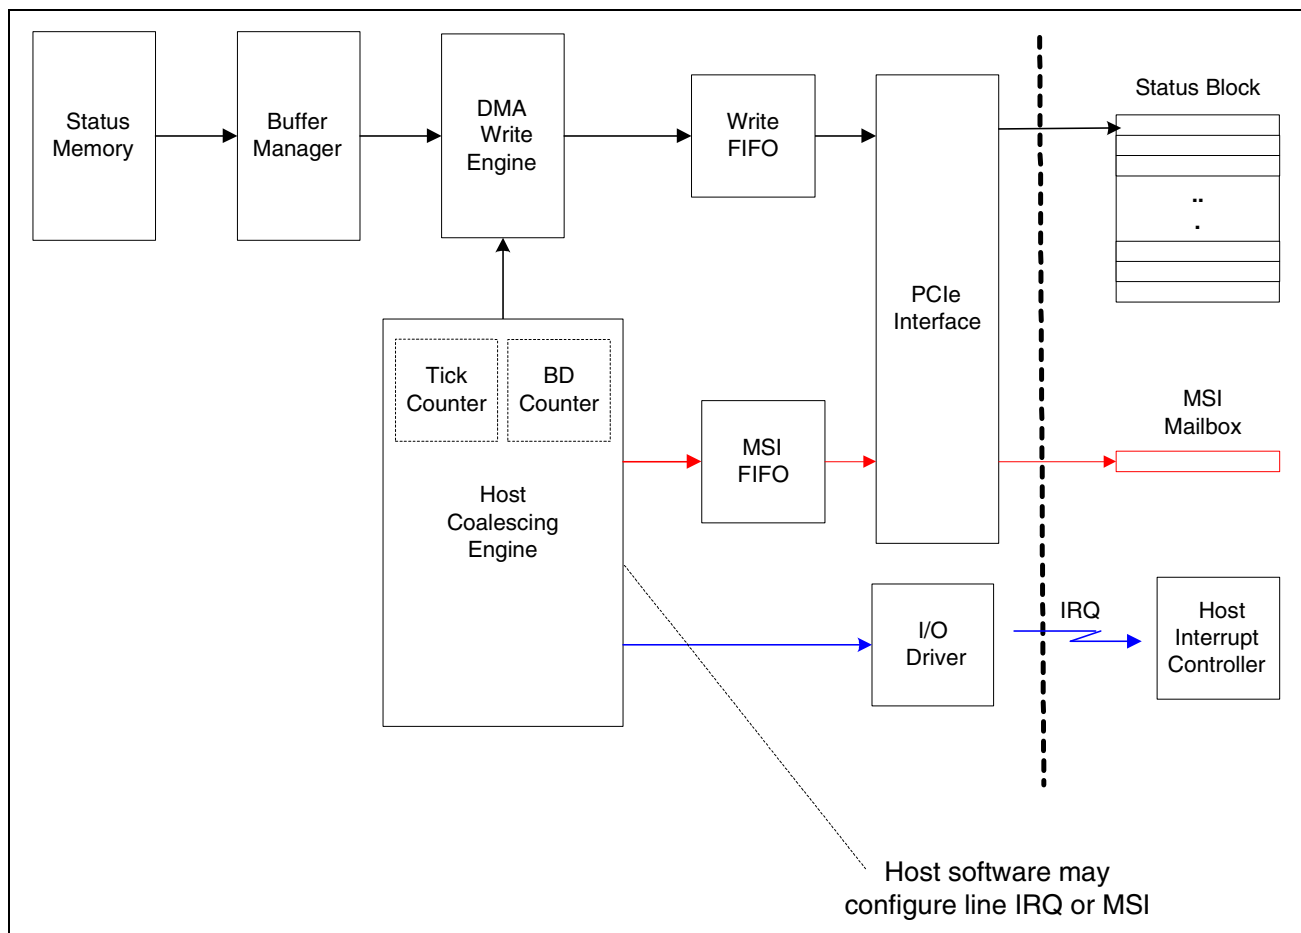 Status
Memory
Buffer
Manager
DMA
Write
Engine
Write
FIFO
PCIe
Interface
Status Block
..
.
Tick
Counter
BD
Counter
Host
Coalescing
Engine
MSI
FIFO
MSI
Mailbox
I/O
Driver
IRQ
Host
Interrupt
Controller
Host software may
configure line IRQ or MSI